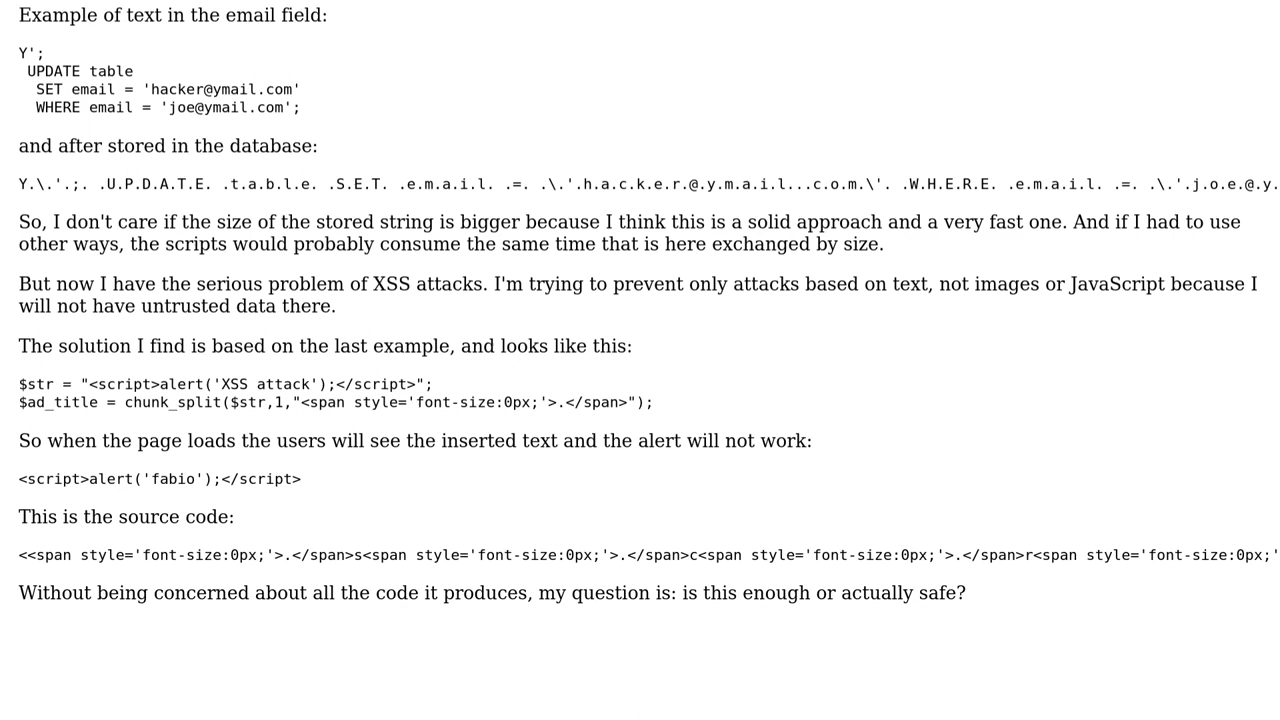 Example of text in the email field:
Y';
 UPDATE table
  SET email = 'hacker@ymail.com'
  WHERE email = 'joe@ymail.com';
and after stored in the database:
Y.\.'.;. .U.P.D.A.T.E. .t.a.b.l.e. .S.E.T. .e.m.a.i.l. .=. .\.'.h.a.c.k.e.r.@.y.m.a.i.l...c.o.m.\'. .W.H.E.R.E. .e.m.a.i.l. .=. .\.'.j.o.e.@.y.
So, I don't care if the size of the stored string is bigger because I think this is a solid approach and a very fast one. And if I had to use
other ways, the scripts would probably consume the same time that is here exchanged by size.
But now I have the serious problem of XSS attacks. I'm trying to prevent only attacks based on text, not images or JavaScript because I
will not have untrusted data there.
The solution I find is based on the last example, and looks like this:
$str = "<script>alert('XSS attack');</script>";
$ad_title = chunk_split($str,1,"<span style='font-size:0px;'>.</span>");
So when the page loads the users will see the inserted text and the alert will not work:
<script>alert('fabio');</script>
This is the source code:
<<span style='font-size:0px;'>.</span>s<span style='font-size:0px;'>.</span>c<span style='font-size:0px;'>.</span>r<span style='font-size:0px;'
Without being concerned about all the code it produces, my question is: is this enough or actually safe?